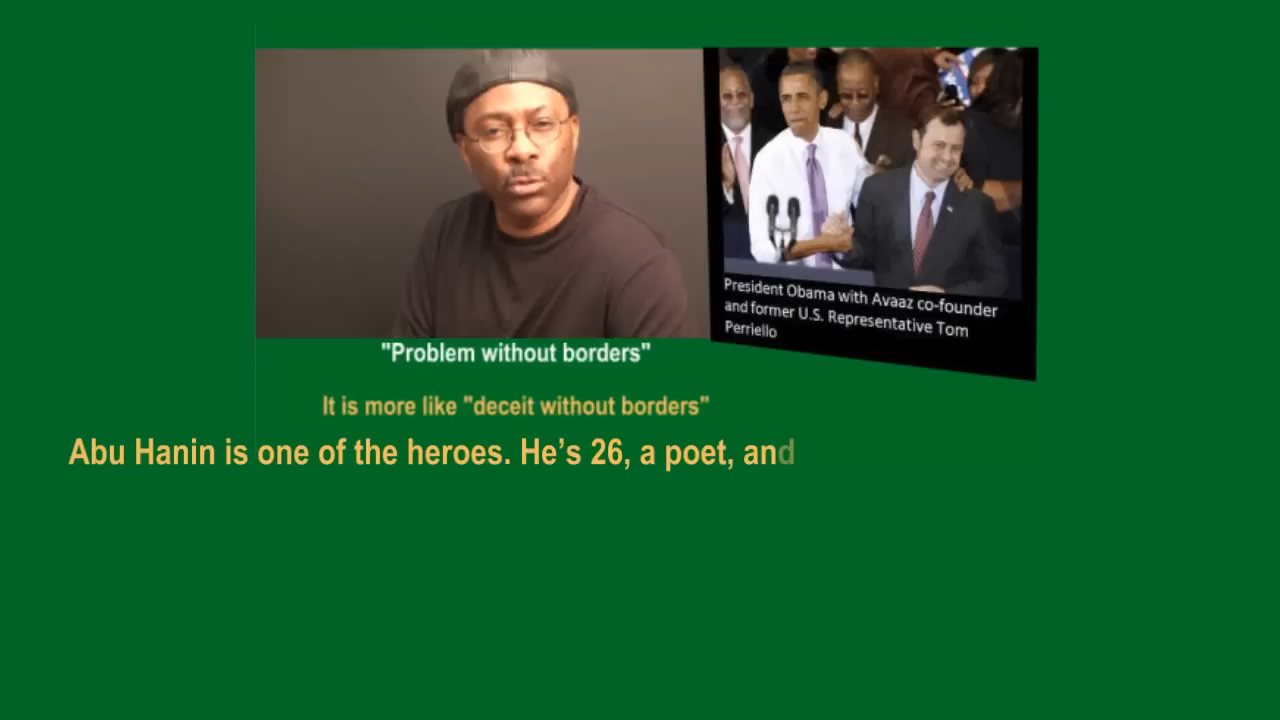 President Obama with Avaaz co-founder
and former U.S. Representative Tom
Perriello
"Problem without borders"
It is more like "deceit without borders"
Abu Hanin is one of the heroes. He’s 26, a poet, and